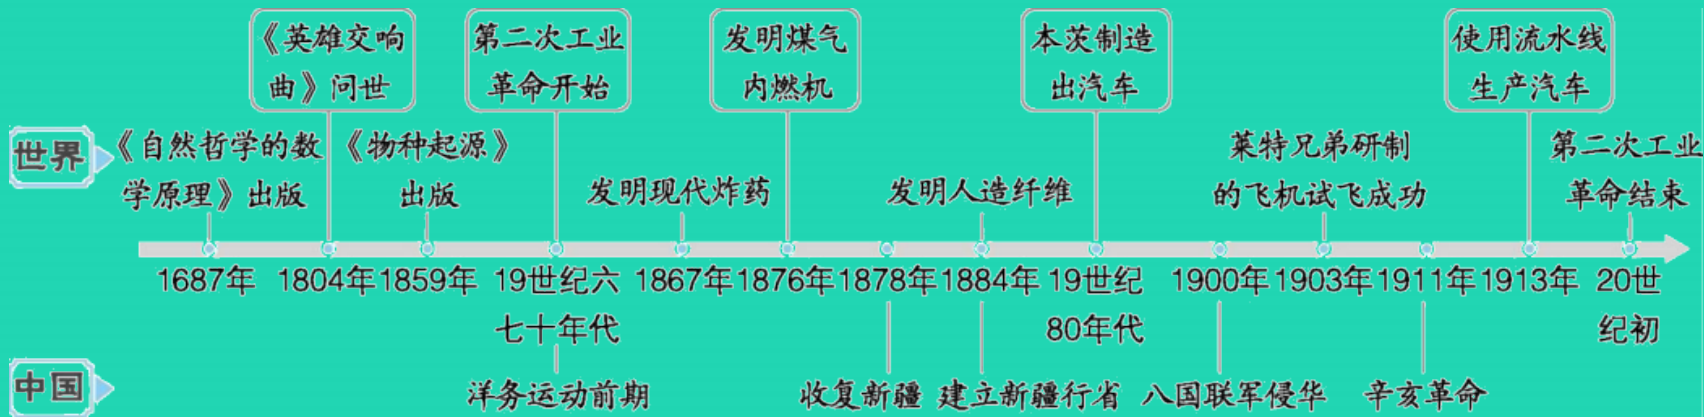 《英雄交响
曲》问世
第二次工业
革命开始
发明煤气
内燃机
本茨制造
出汽车
使用流水线
生产汽车
世界
《自然哲学的数
学原理》出版
《物种起源》
出版
发明现代炸药
发明人造纤维
莱特兄弟研制
的飞机试飞成功
第二次工业
革命结束
1687年
1804年
1859年
19世纪六
七十年代
1867年
1876年
1878年
1884年
19世纪
80年代
1900年
1903年
1911年
1913年
20世
纪初
中国
洋务运动前期
收复新疆
建立新疆行省
八国联军侵华
辛亥革命